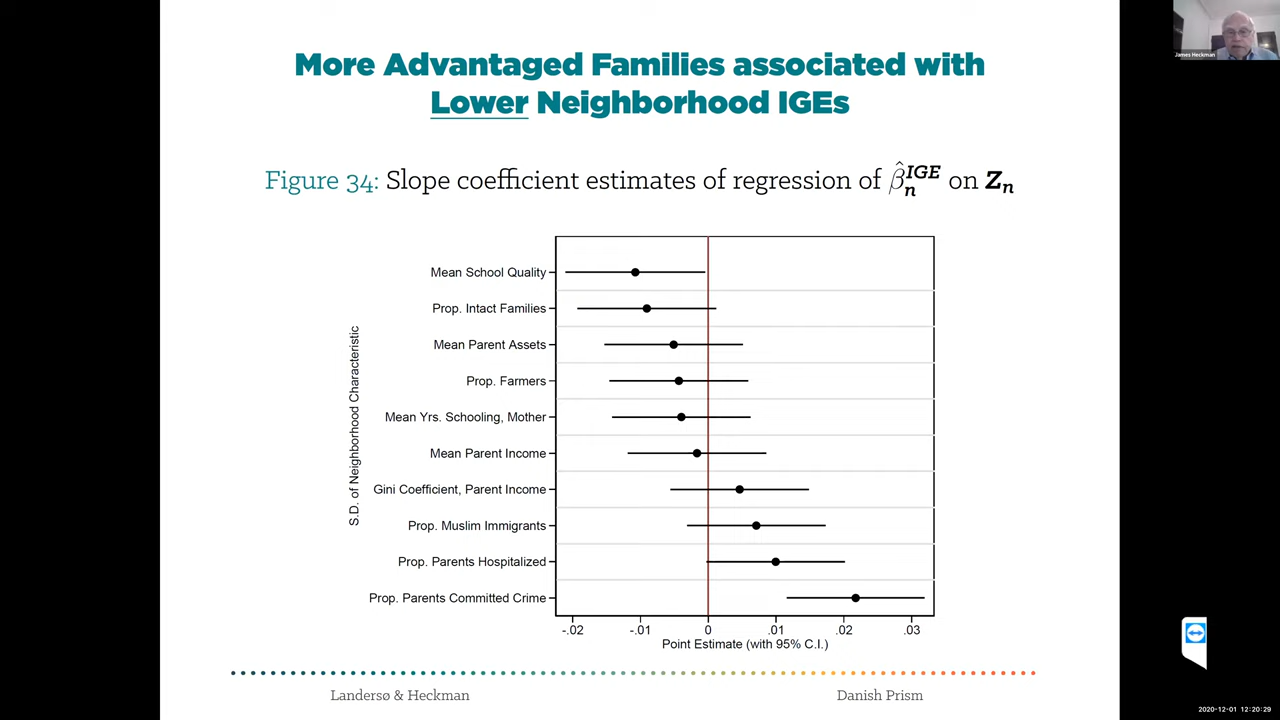 James Heckman
More Advantaged Families associated with
Lower Neighborhood IGEs
Figure 34: Slope coefficient estimates of regression of β̂ₙᴵᴳᴱ on Zₙ
S.D. of Neighborhood Characteristic
Mean School Quality
Prop. Intact Families
Mean Parent Assets
Prop. Farmers
Mean Yrs. Schooling, Mother
Mean Parent Income
Gini Coefficient, Parent Income
Prop. Muslim Immigrants
Prop. Parents Hospitalized
Prop. Parents Committed Crime
-.02 -.01 0 .01 .02 .03
Point Estimate (with 95% C.I.)
Landersø & Heckman
Danish Prism
2020-12-01 12:20:29